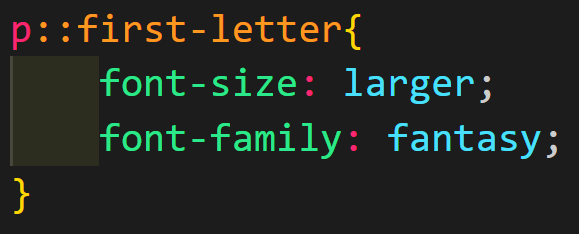 p::first-letter{
    font-size: larger;
    font-family: fantasy;
}